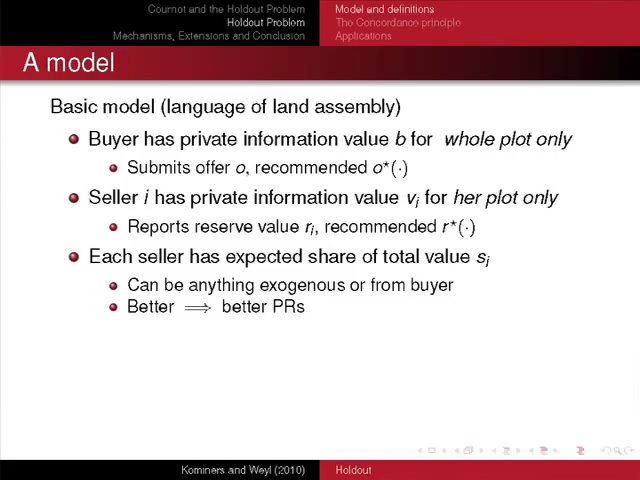 Cournot and the Holdout Problem
Holdout Problem
Mechanisms, Extensions and Conclusion
Model and definitions
The Concordance principle
Applications
A model
Basic model (language of land assembly)
Buyer has private information value b for whole plot only
Submits offer o, recommended o*(·)
Seller i has private information value vᵢ for her plot only
Reports reserve value rᵢ, recommended r*(·)
Each seller has expected share of total value sᵢ
Can be anything exogenous or from buyer
Better ⟹ better PRs
Kominers and Weyl (2010)
Holdout